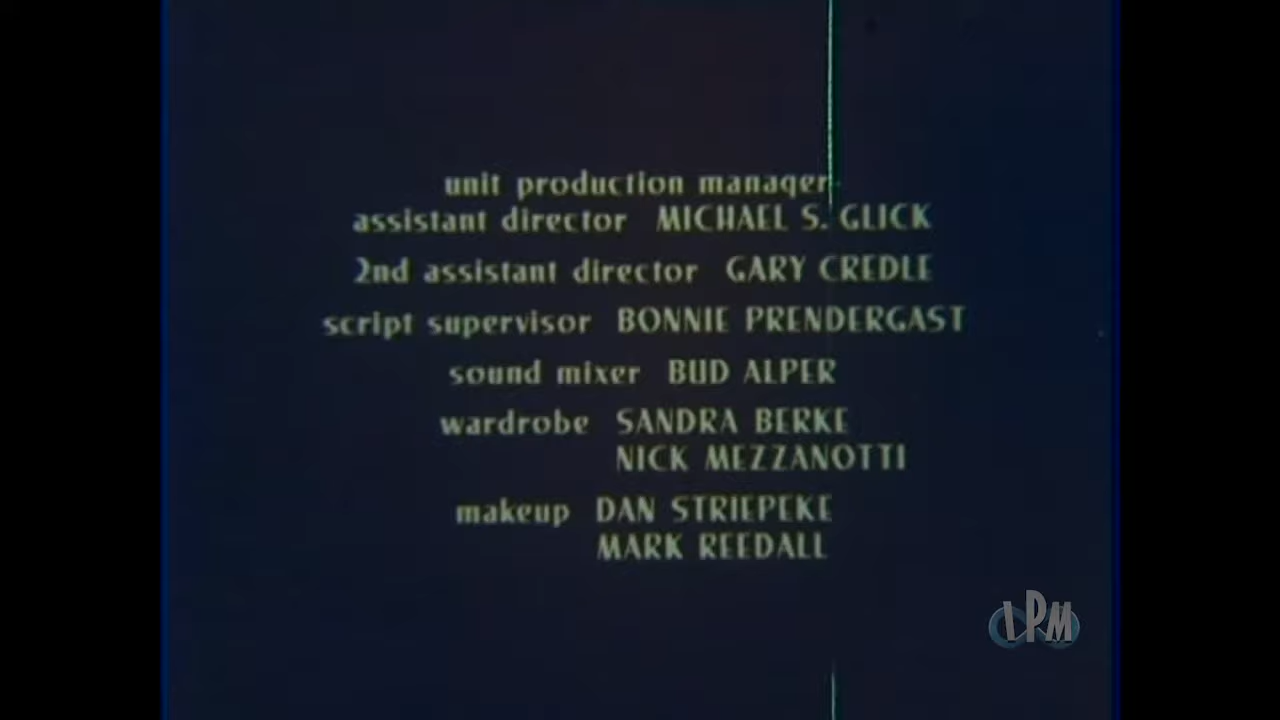 unit production manager
assistant director MICHAEL S. GLICK
2nd assistant director GARY CREDLE
script supervisor BONNIE PRENDERGAST
sound mixer BUD ALPER
wardrobe SANDRA BERKE
NICK MEZZANOTTI
makeup DAN STRIEPEKE
MARK REEDALL
IPM